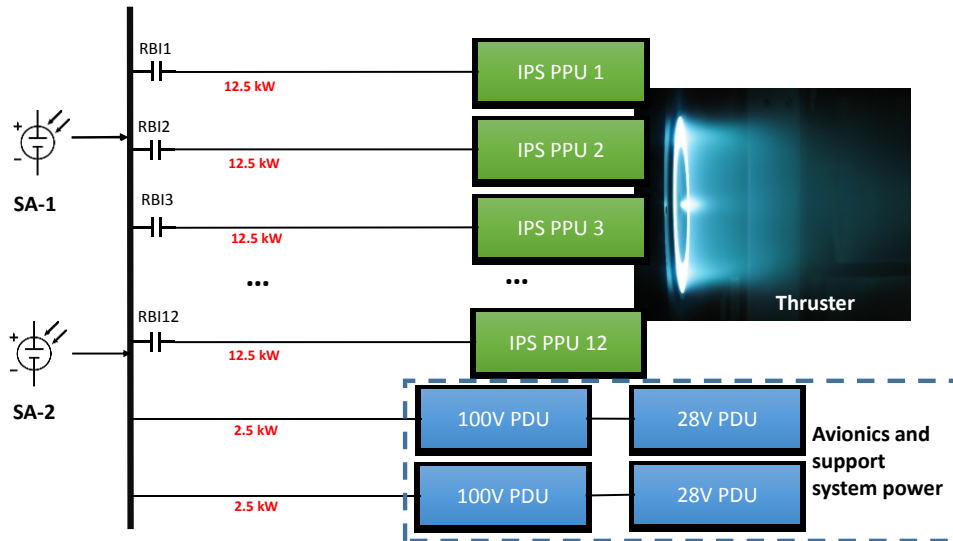 RBI1
12.5 kW
IPS PPU 1
RBI2
12.5 kW
IPS PPU 2
+
−
SA-1
RBI3
12.5 kW
IPS PPU 3
...
...
Thruster
RBI12
12.5 kW
IPS PPU 12
+
−
SA-2
2.5 kW
100V PDU
28V PDU
Avionics and
support
system power
2.5 kW
100V PDU
28V PDU